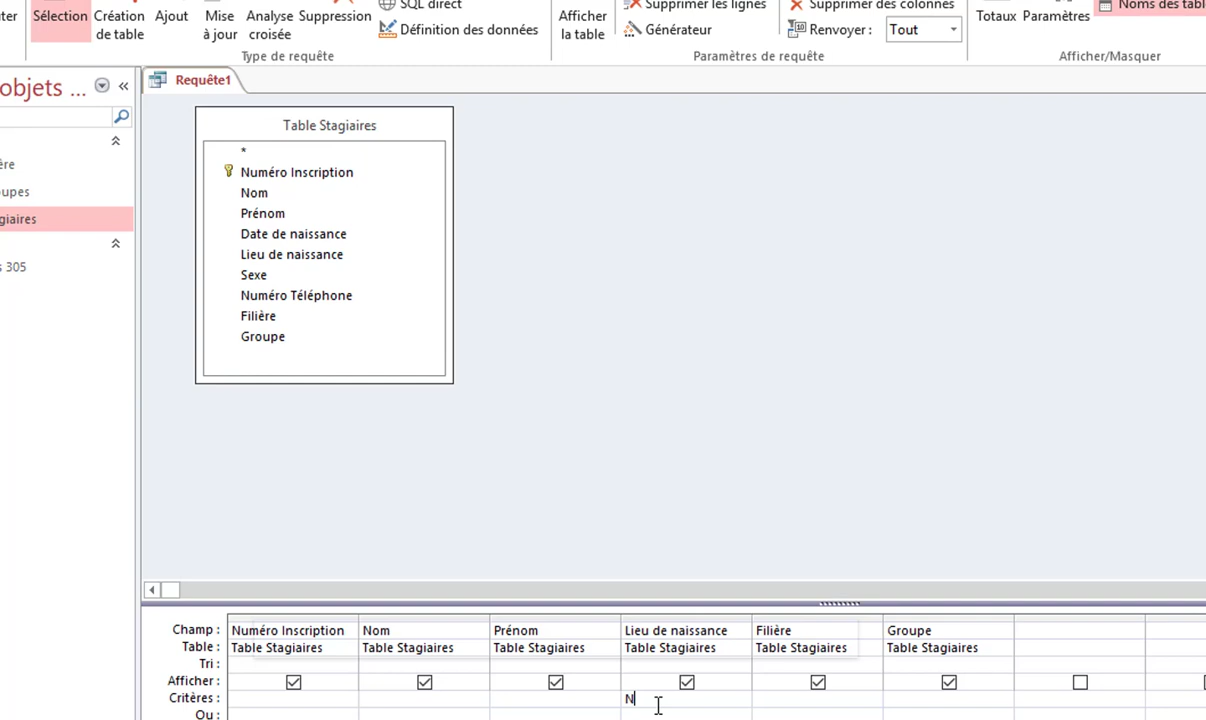 SQL direct
Supprimer les lignes
Supprimer des colonnes
Noms des tabl
Sélection
Création de table
Ajout
Mise à jour
Analyse croisée
Suppression
Définition des données
Afficher la table
Générateur
Renvoyer :
Tout
Totaux
Paramètres
Type de requête
Paramètres de requête
Afficher/Masquer
objets ...
Requête1
ère
oupes
giaires
s 305
Table Stagiaires
*
Numéro Inscription
Nom
Prénom
Date de naissance
Lieu de naissance
Sexe
Numéro Téléphone
Filière
Groupe
Champ : Numéro Inscription Nom Prénom Lieu de naissance Filière Groupe
Table : Table Stagiaires Table Stagiaires Table Stagiaires Table Stagiaires Table Stagiaires Table Stagiaires
Tri :
Afficher :
Critères : N
Ou :